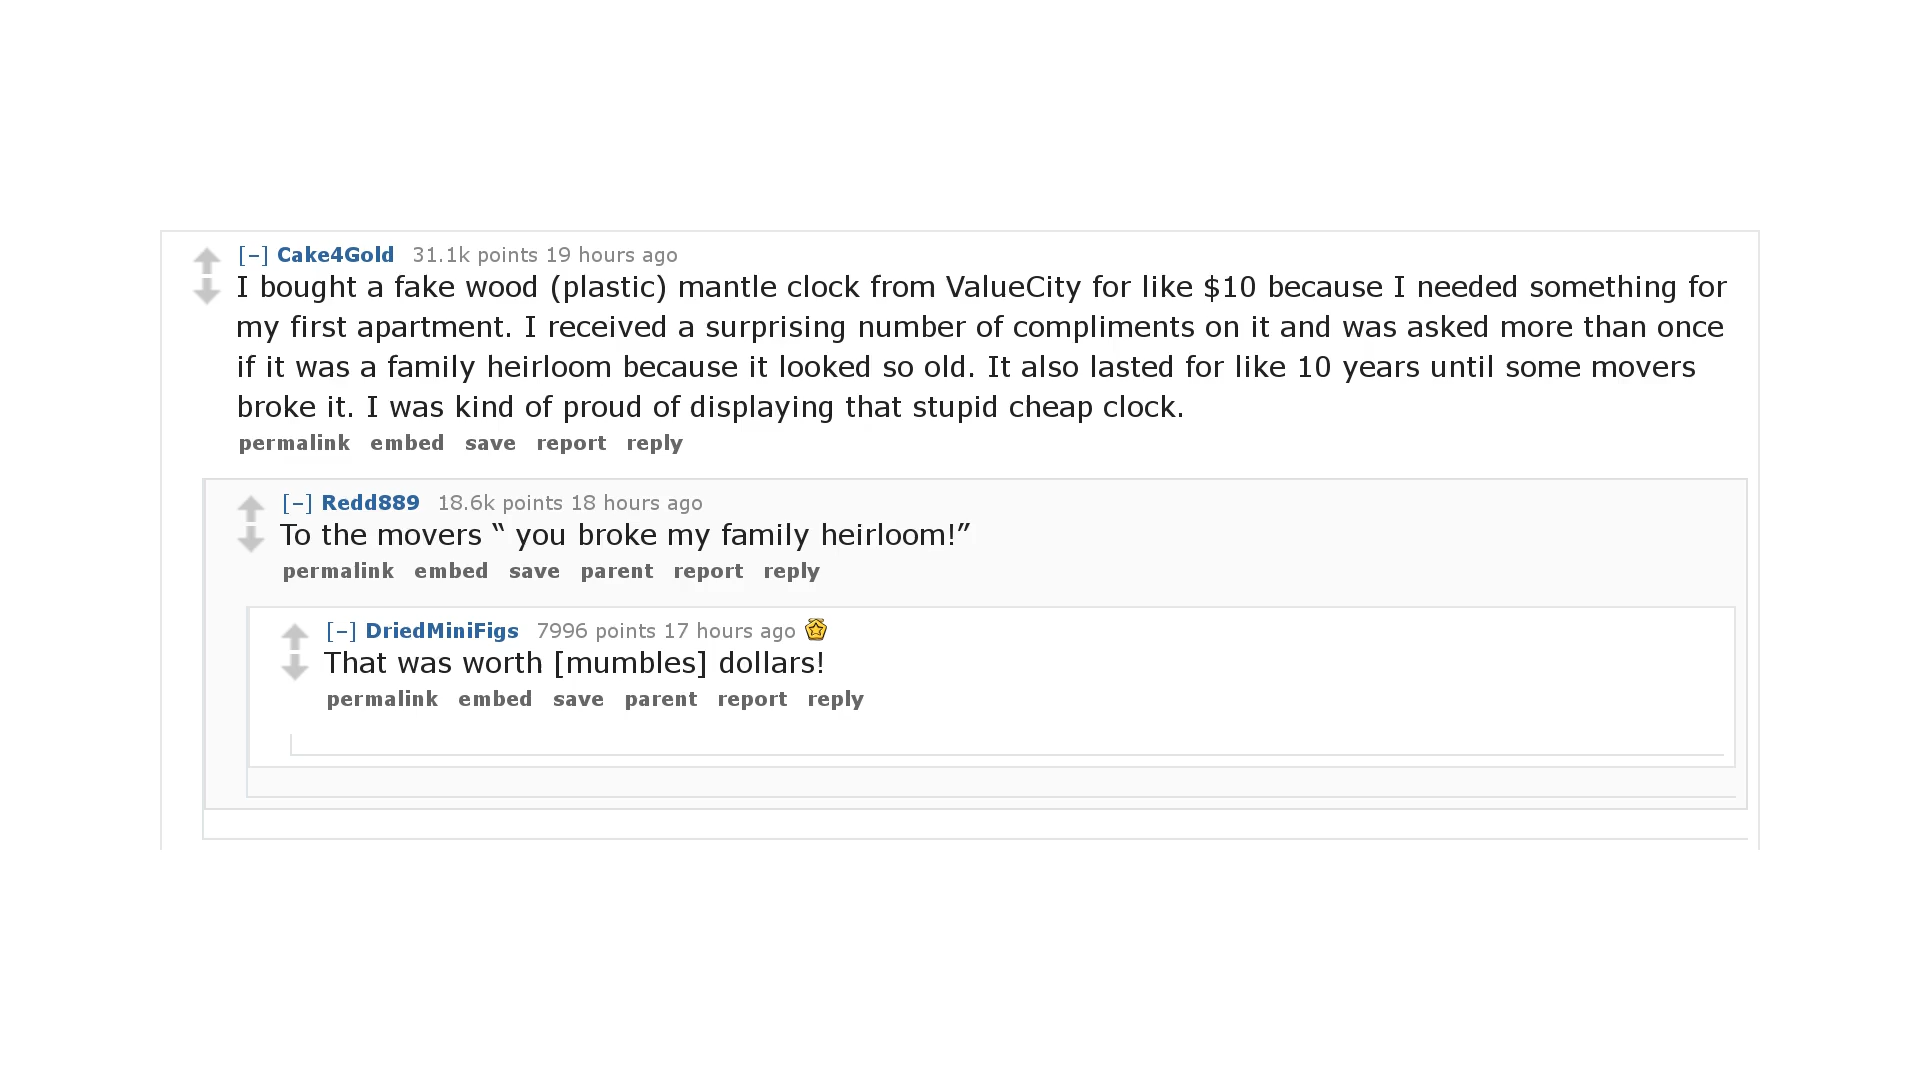 [–] Cake4Gold 31.1k points 19 hours ago
I bought a fake wood (plastic) mantle clock from ValueCity for like $10 because I needed something for
my first apartment. I received a surprising number of compliments on it and was asked more than once
if it was a family heirloom because it looked so old. It also lasted for like 10 years until some movers
broke it. I was kind of proud of displaying that stupid cheap clock.
permalink embed save report reply
[–] Redd889 18.6k points 18 hours ago
To the movers “ you broke my family heirloom!”
permalink embed save parent report reply
[–] DriedMiniFigs 7996 points 17 hours ago
That was worth [mumbles] dollars!
permalink embed save parent report reply